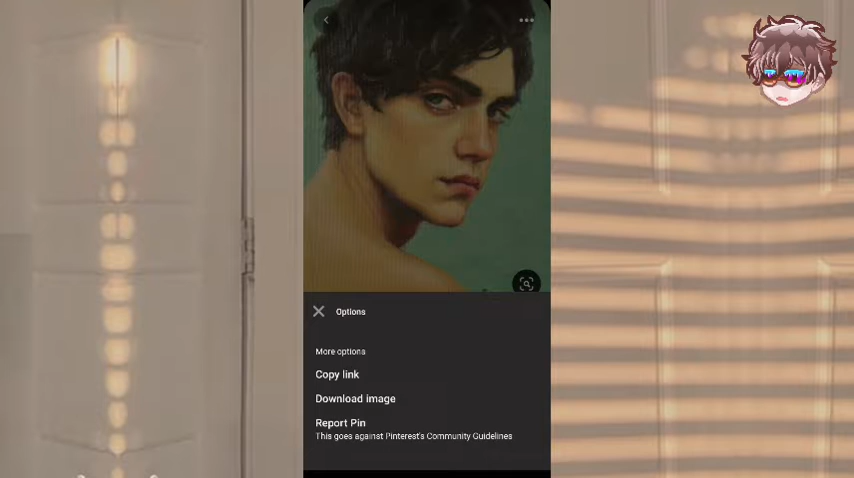 Options
More options
Copy link
Download image
Report Pin
This goes against Pinterest's Community Guidelines